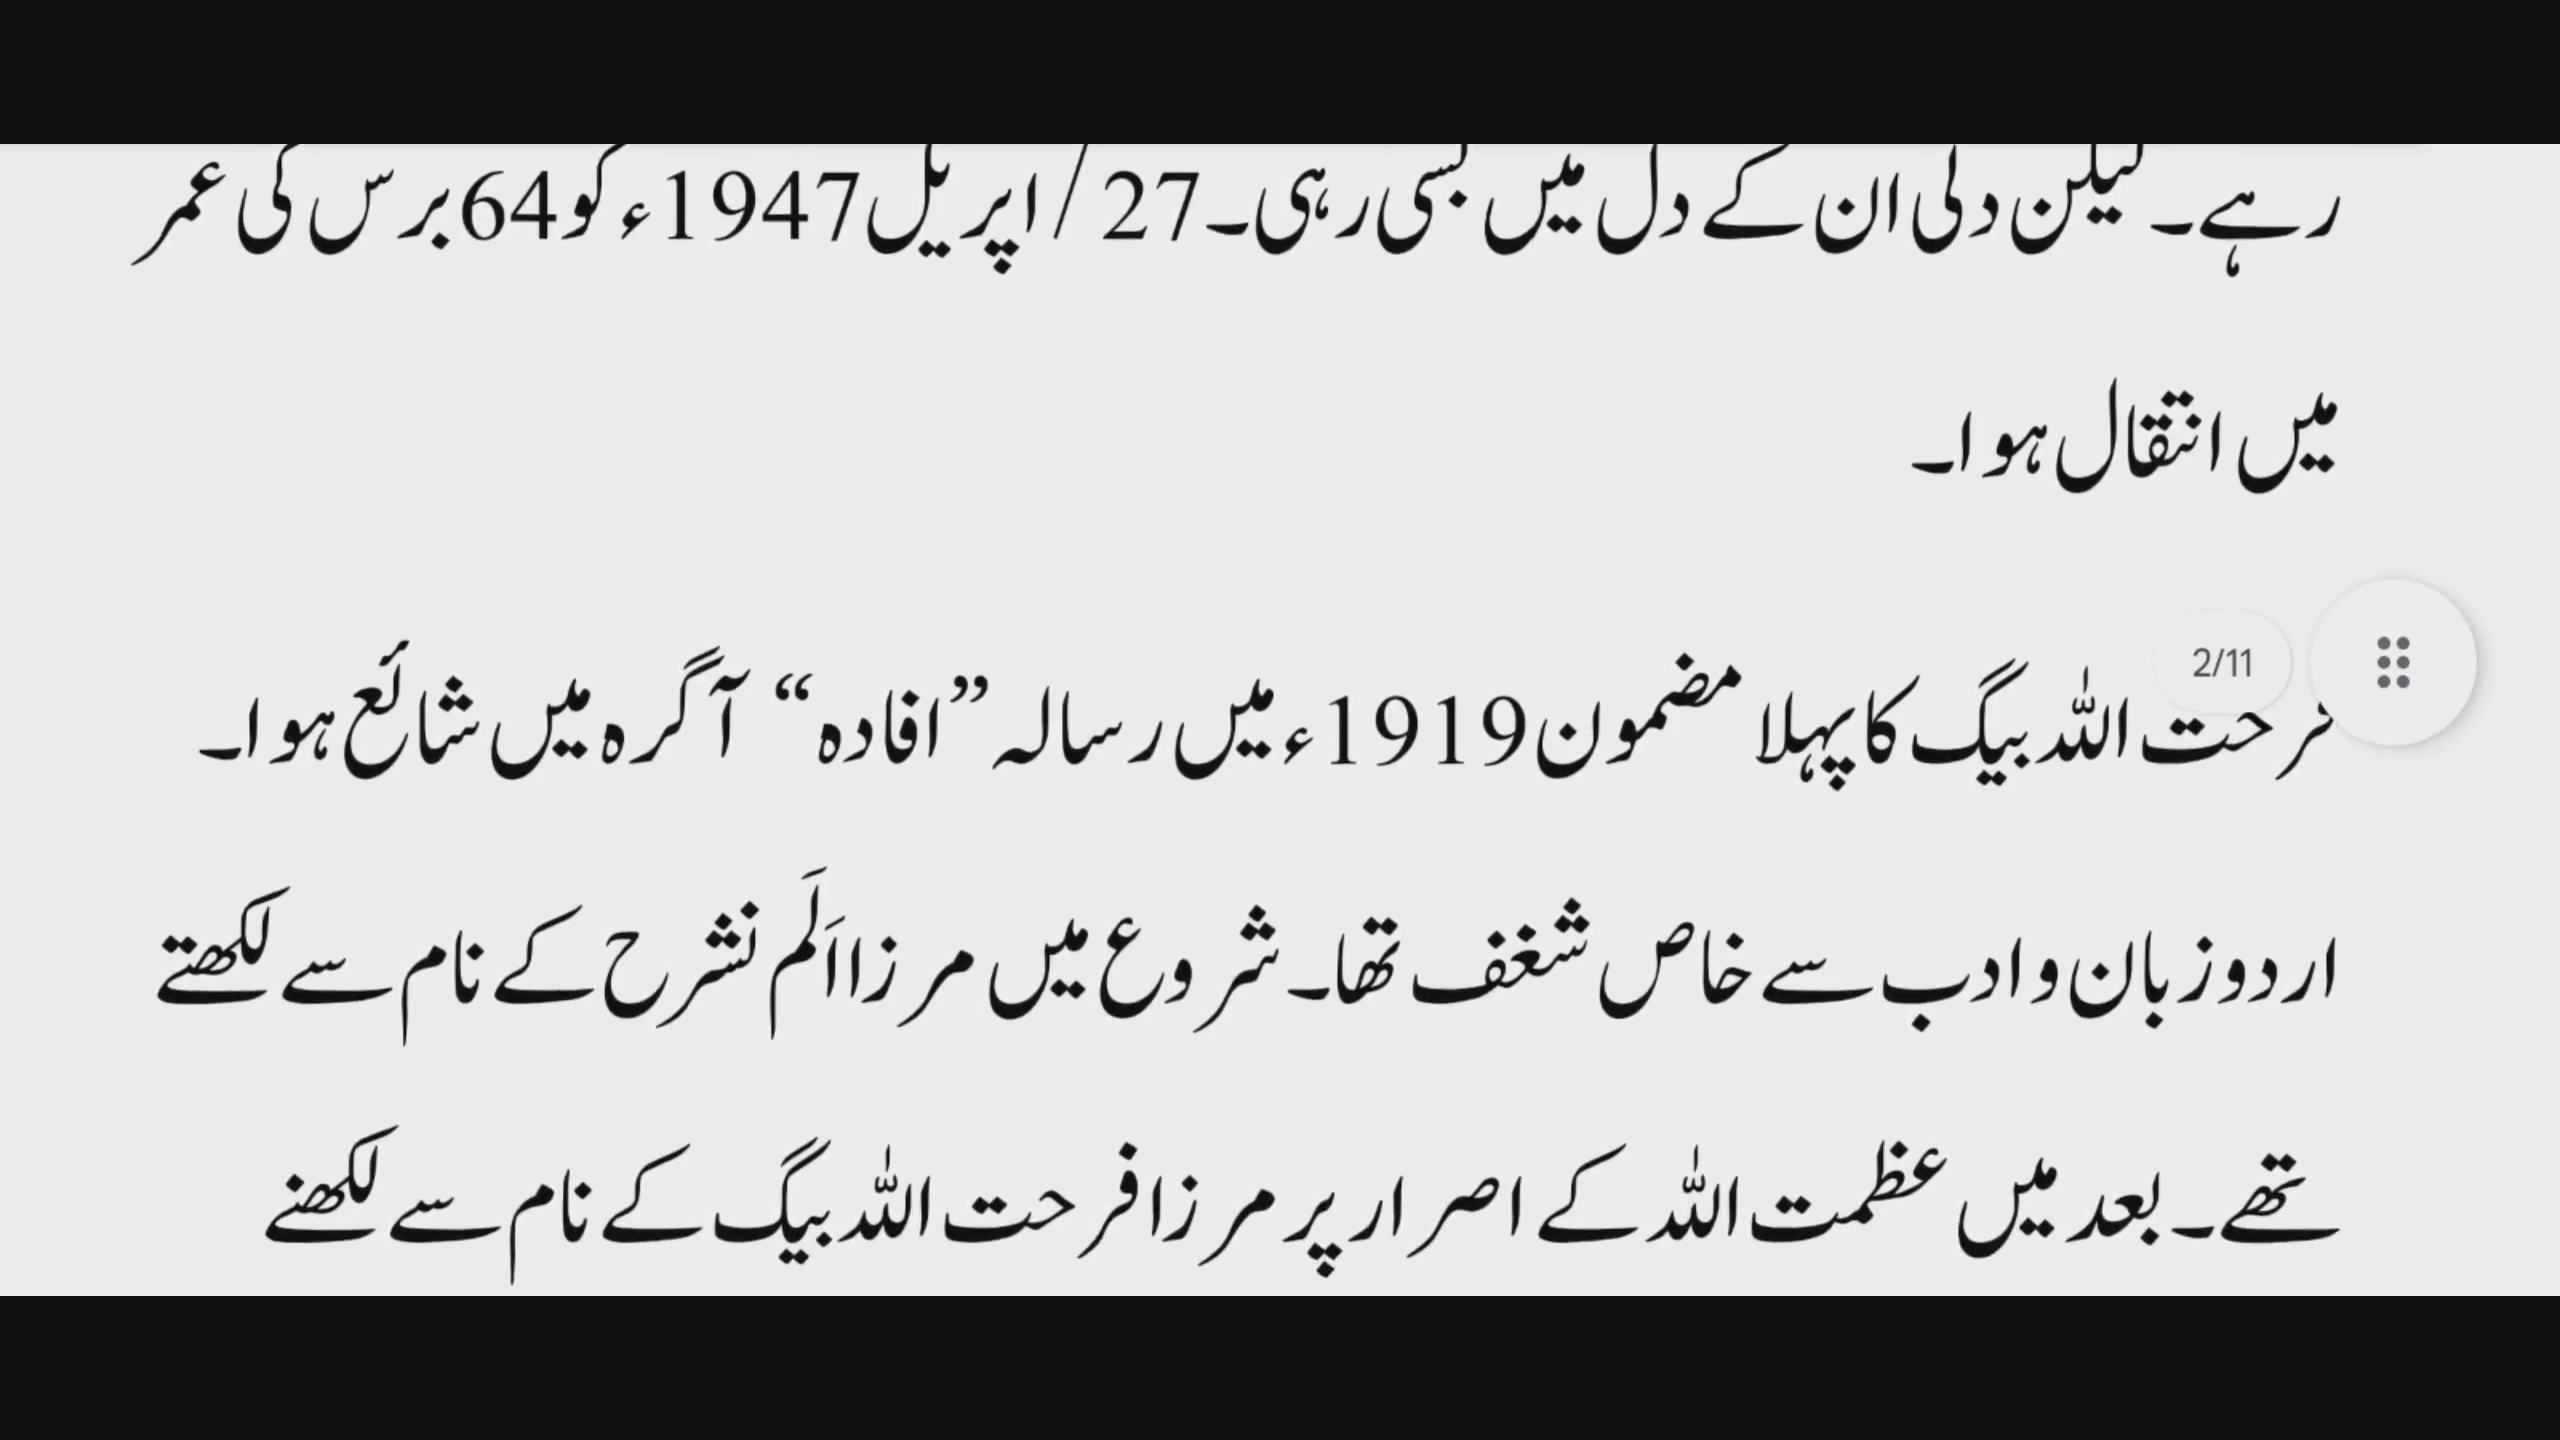 رہے۔ لیکن دلی ان کے دل میں بسی رہی۔ 27/اپریل 1947ء کو 64 برس کی عمر
میں انتقال ہوا۔
2/11
فرحت اللہ بیگ کا پہلا مضمون 1919ء میں رسالہ ”افادہ“ آگرہ میں شائع ہوا۔
اردو زبان و ادب سے خاص شغف تھا۔ شروع میں مرزا اَلَم نشرح کے نام سے لکھتے
تھے۔ بعد میں عظمت اللہ کے اصرار پر مرزا فرحت اللہ بیگ کے نام سے لکھنے